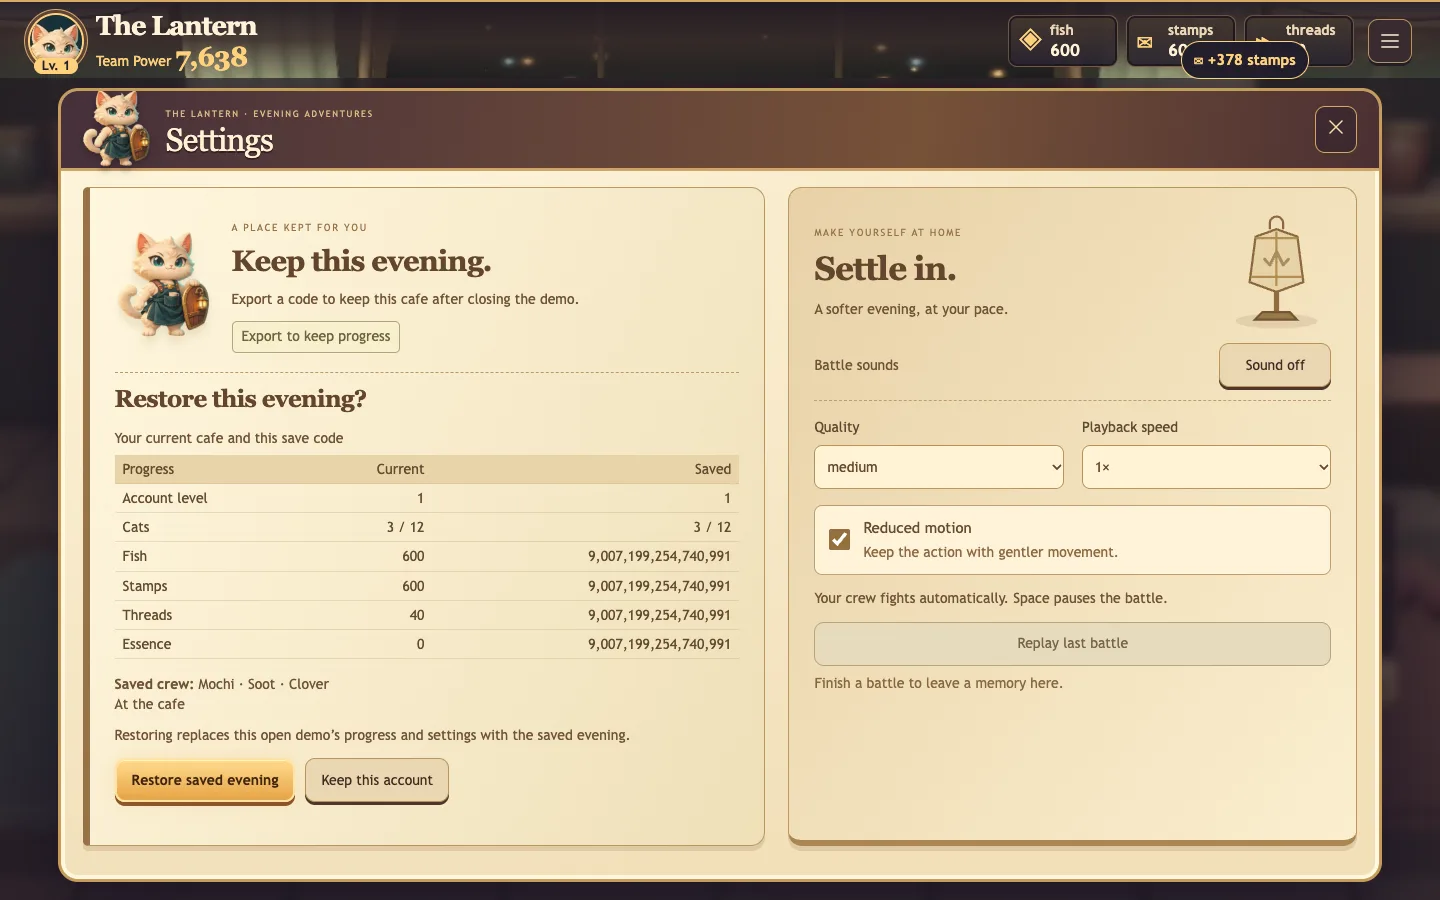 The Lantern
Lv. 1
Team Power 7,638
fish
600
stamps
threads
+378 stamps
THE LANTERN · EVENING ADVENTURES
Settings
A PLACE KEPT FOR YOU
Keep this evening.
Export a code to keep this cafe after closing the demo.
Export to keep progress
Restore this evening?
Your current cafe and this save code
Progress Current Saved
Account level 1 1
Cats 3 / 12 3 / 12
Fish 600 9,007,199,254,740,991
Stamps 600 9,007,199,254,740,991
Threads 40 9,007,199,254,740,991
Essence 0 9,007,199,254,740,991
Saved crew: Mochi · Soot · Clover
At the cafe
Restoring replaces this open demo’s progress and settings with the saved evening.
Restore saved evening
Keep this account
MAKE YOURSELF AT HOME
Settle in.
A softer evening, at your pace.
Battle sounds
Sound off
Quality
Playback speed
medium
1×
Reduced motion
Keep the action with gentler movement.
Your crew fights automatically. Space pauses the battle.
Replay last battle
Finish a battle to leave a memory here.